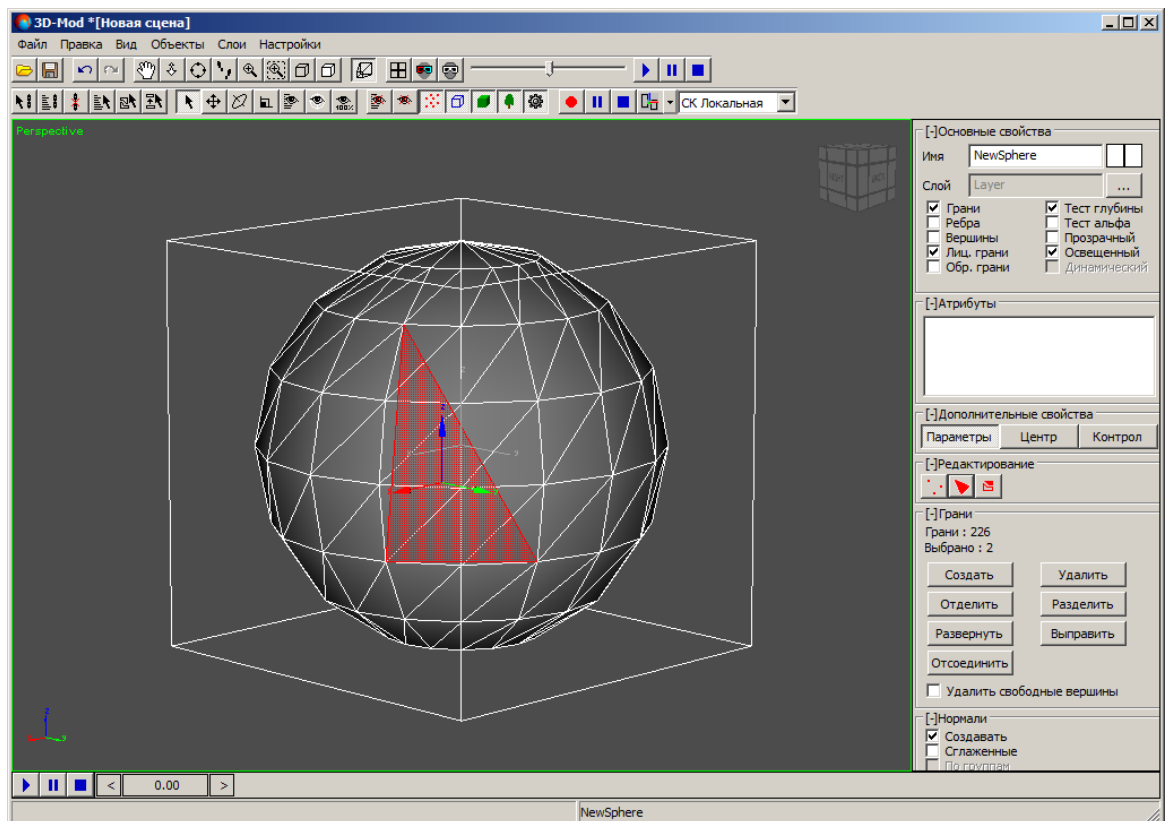 3D-Mod *[Новая сцена]
Файл Правка Вид Объекты Слои Настройки
100%
СК Локальная
Perspective
[-]Основные свойства
Имя NewSphere
Слой Layer ...
Грани Тест глубины
Ребра Тест альфа
Вершины Прозрачный
Лиц. грани Освещенный
Обр. грани Динамический
[-]Атрибуты
[-]Дополнительные свойства
Параметры Центр Контрол
[-]Редактирование
[-]Грани
Грани : 226
Выбрано : 2
Создать Удалить
Отделить Разделить
Развернуть Выправить
Отсоединить
Удалить свободные вершины
[-]Нормали
Создавать
Сглаженные
По группам
z
z
y
z
< 0.00 >
NewSphere